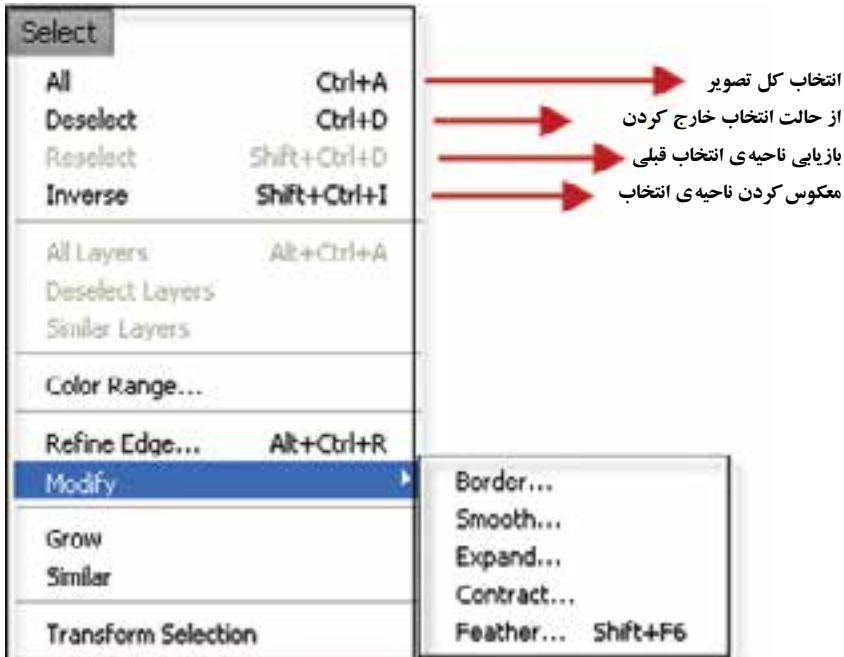 Select
All Ctrl+A انتخاب کل تصویر
Deselect Ctrl+D از حالت انتخاب خارج کردن
Reselect Shift+Ctrl+D بازیابی ناحیه‌ی انتخاب قبلی
Inverse Shift+Ctrl+I معکوس کردن ناحیه‌ی انتخاب
All Layers Alt+Ctrl+A
Deselect Layers
Similar Layers
Color Range...
Refine Edge... Alt+Ctrl+R
Modify
Grow
Similar
Transform Selection
Border...
Smooth...
Expand...
Contract...
Feather... Shift+F6